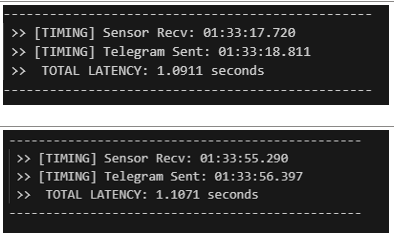 --------------------------------------------------
>> [TIMING] Sensor Recv: 01:33:17.720
>> [TIMING] Telegram Sent: 01:33:18.811
>>  TOTAL LATENCY: 1.0911 seconds
--------------------------------------------------
--------------------------------------------------
>> [TIMING] Sensor Recv: 01:33:55.290
>> [TIMING] Telegram Sent: 01:33:56.397
>>  TOTAL LATENCY: 1.1071 seconds
--------------------------------------------------